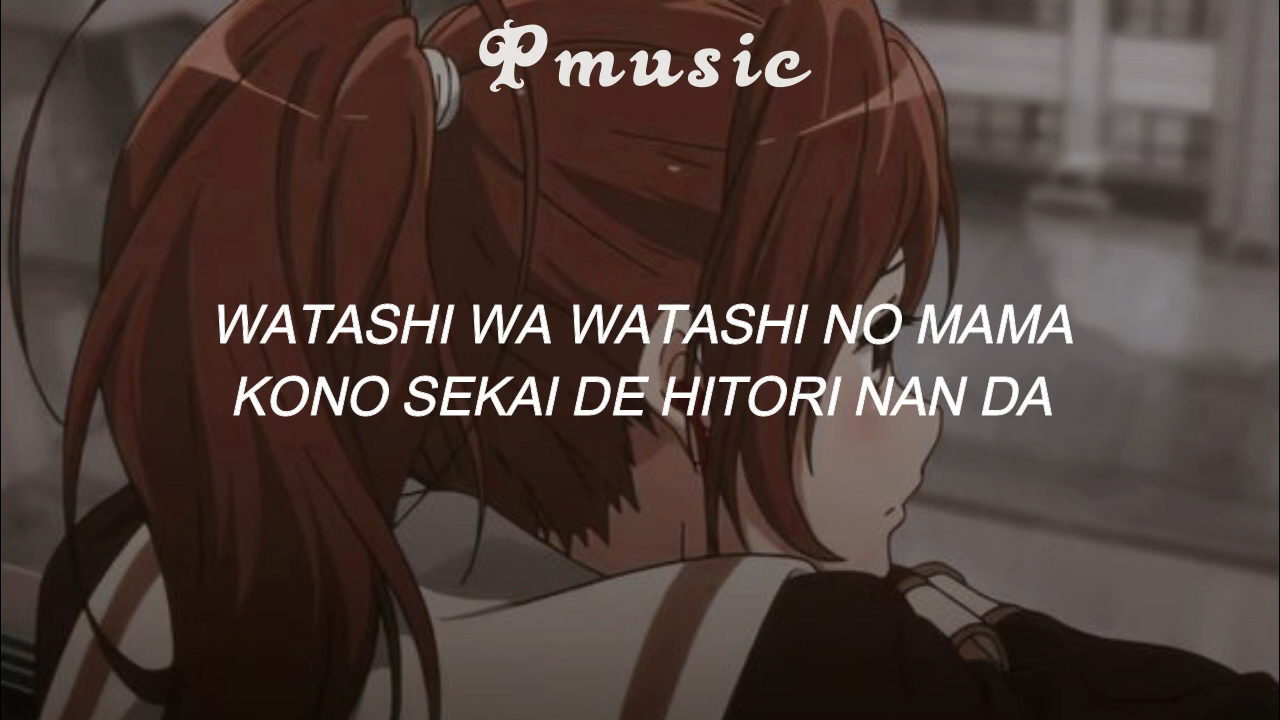 Pmusic
WATASHI WA WATASHI NO MAMA
KONO SEKAI DE HITORI NAN DA